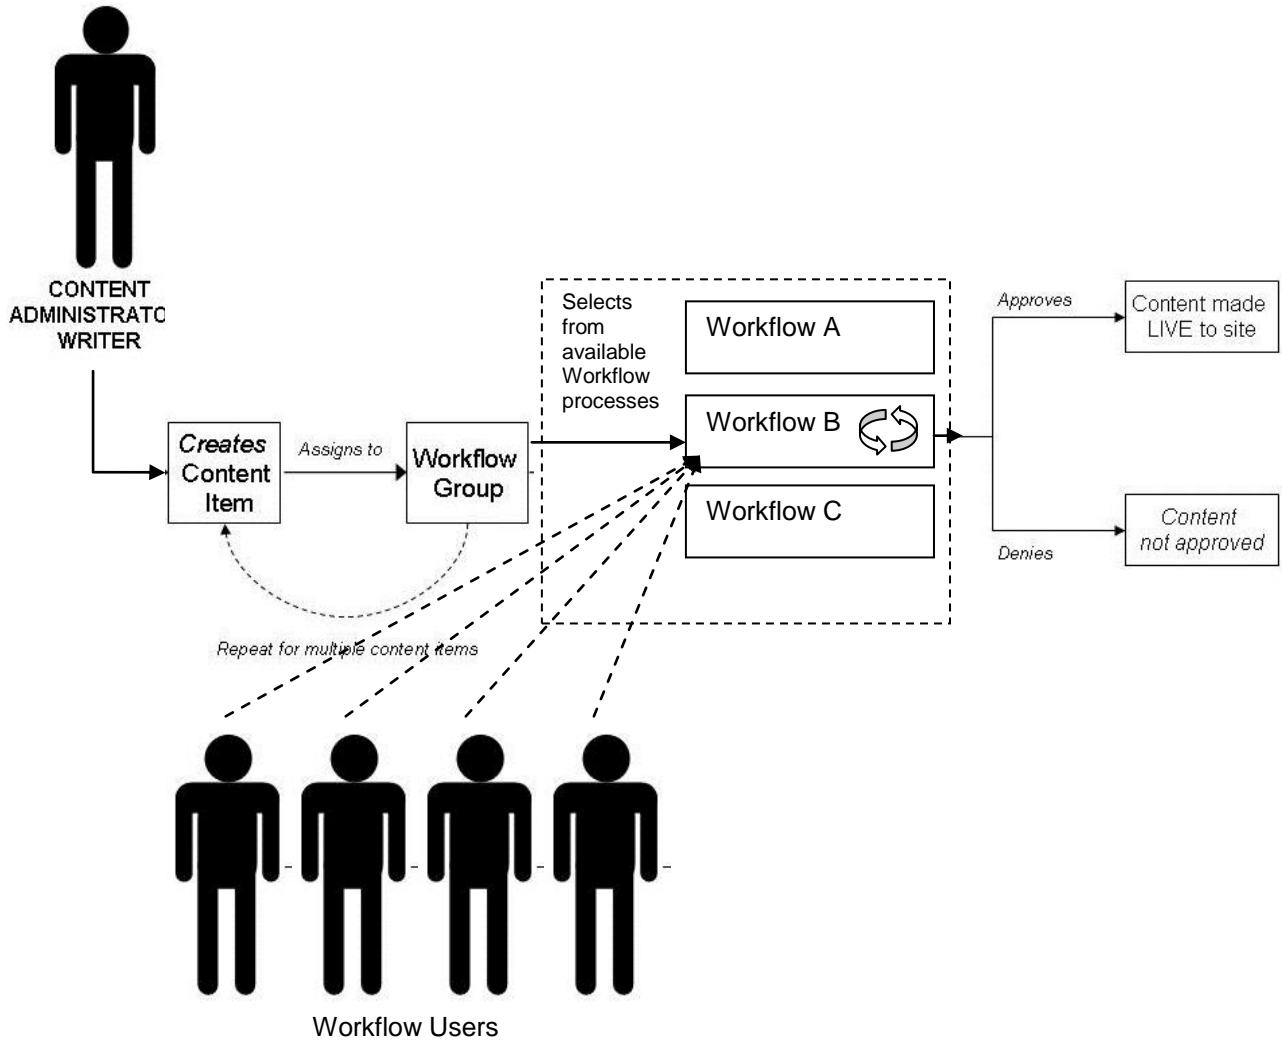 CONTENT
ADMINISTRATO
WRITER
Creates
Content
Item
Assigns to
Workflow
Group
Repeat for multiple content items
Selects
from
available
Workflow
processes
Workflow A
Workflow B
Workflow C
Approves
Content made
LIVE to site
Denies
Content
not approved
Workflow Users